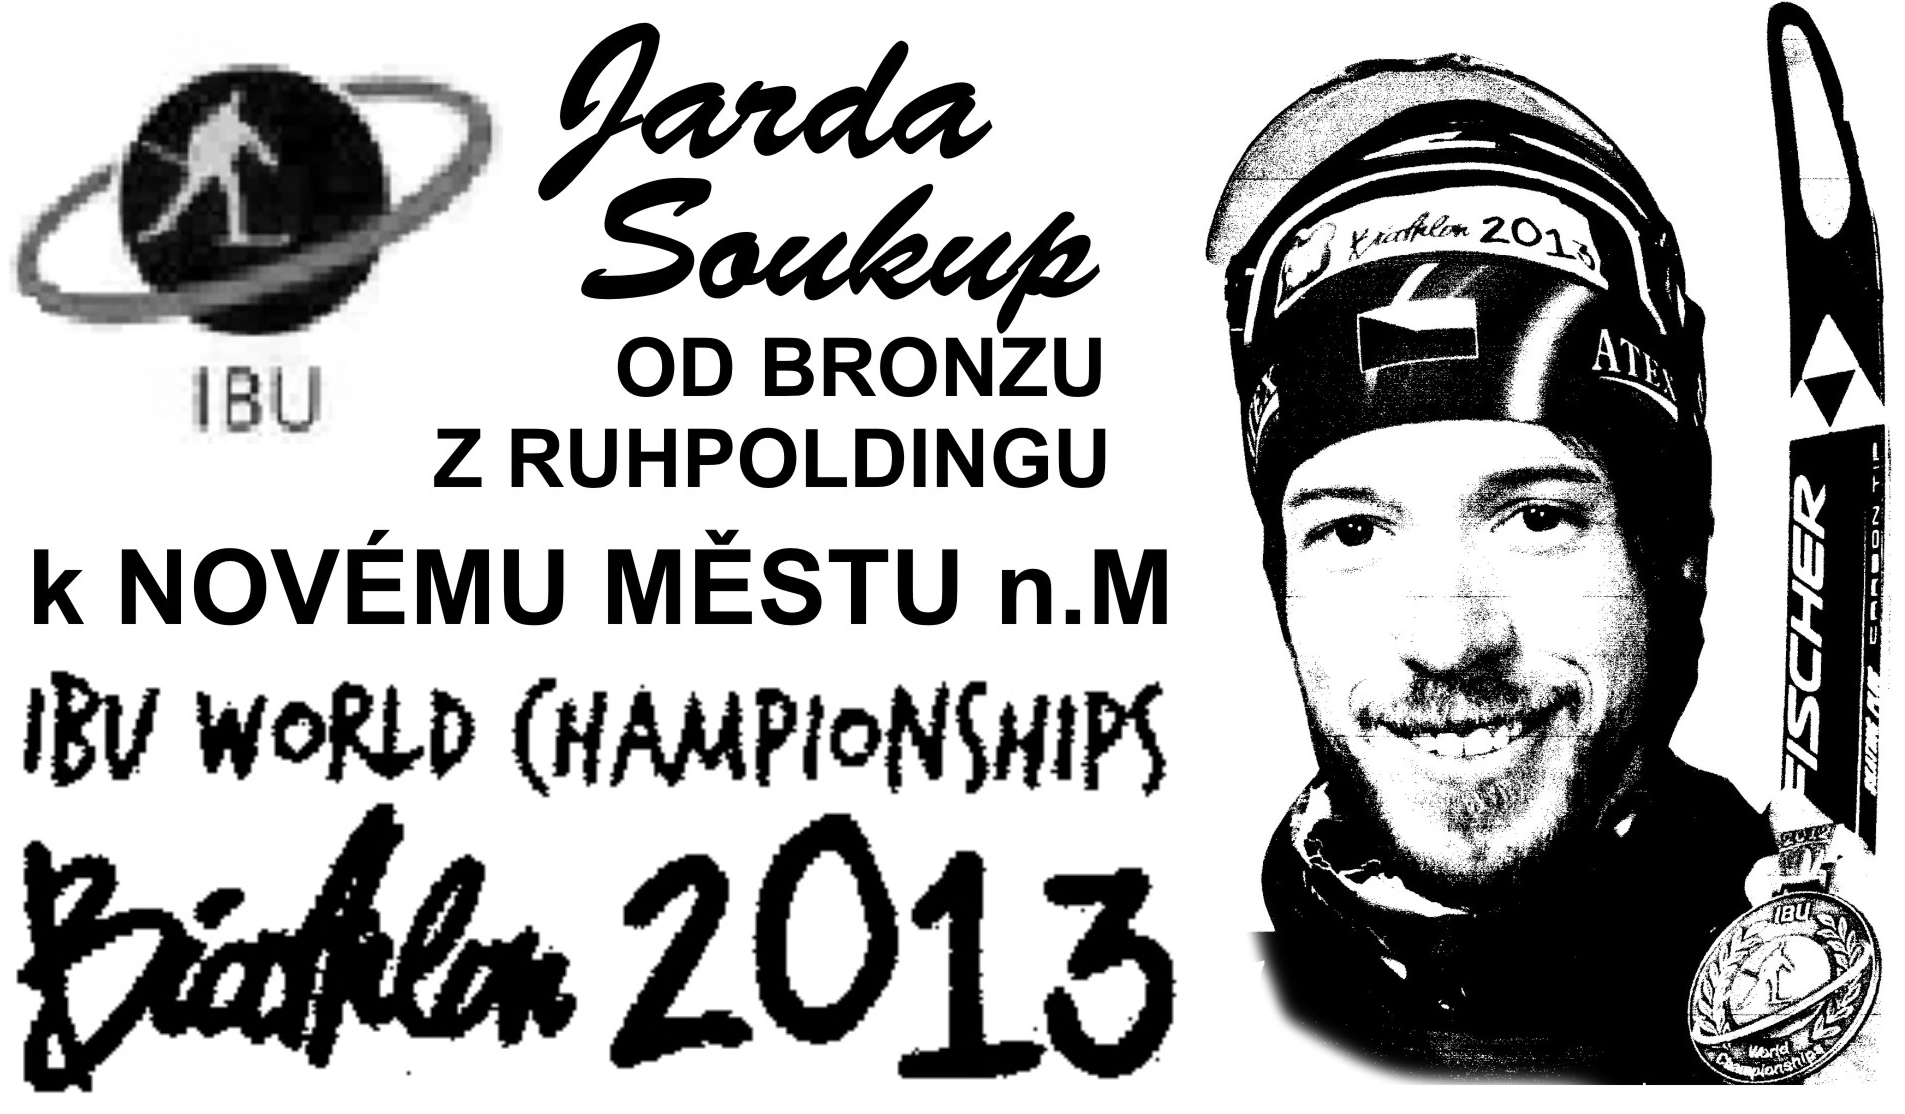 IBU
Jarda
Soukup
OD BRONZU
Z RUHPOLDINGU
k NOVÉMU MĚSTU n.M
IBU WORLD CHAMPIONSHIPS
Biathlon 2013
Biathlon 2013
ATEX
FISCHER
IBU
World
Championships